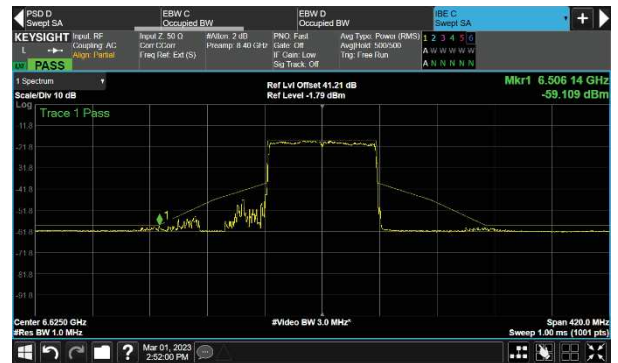 PSD D
Swept SA
EBW C
Occupied BW
EBW D
Occupied BW
IBE C
Swept SA
KEYSIGHT
L
LXI PASS
Input: RF
Coupling: AC
Align: Partial
Input Z: 50 Ω
Corr CCorr
Freq Ref: Ext (S)
#Atten: 2 dB
Preamp: 8.40 GHz
PNO: Fast
Gate: Off
IF Gain: Low
Sig Track: Off
Avg Type: Power (RMS)
Avg|Hold: 500/500
Trig: Free Run
1 2 3 4 5 6
A W W W W W
A N N N N N
1 Spectrum
Scale/Div 10 dB
Ref Lvl Offset 41.21 dB
Ref Level -1.79 dBm
Mkr1 6.506 14 GHz
-59.109 dBm
Log
Trace 1 Pass
-11.8
-21.8
-31.8
-41.8
-51.8
-61.8
-71.8
-81.8
-91.8
1
Center 6.6250 GHz
#Res BW 1.0 MHz
#Video BW 3.0 MHz*
Span 420.0 MHz
Sweep 1.00 ms (1001 pts)
?
Mar 01, 2023
2:52:00 PM